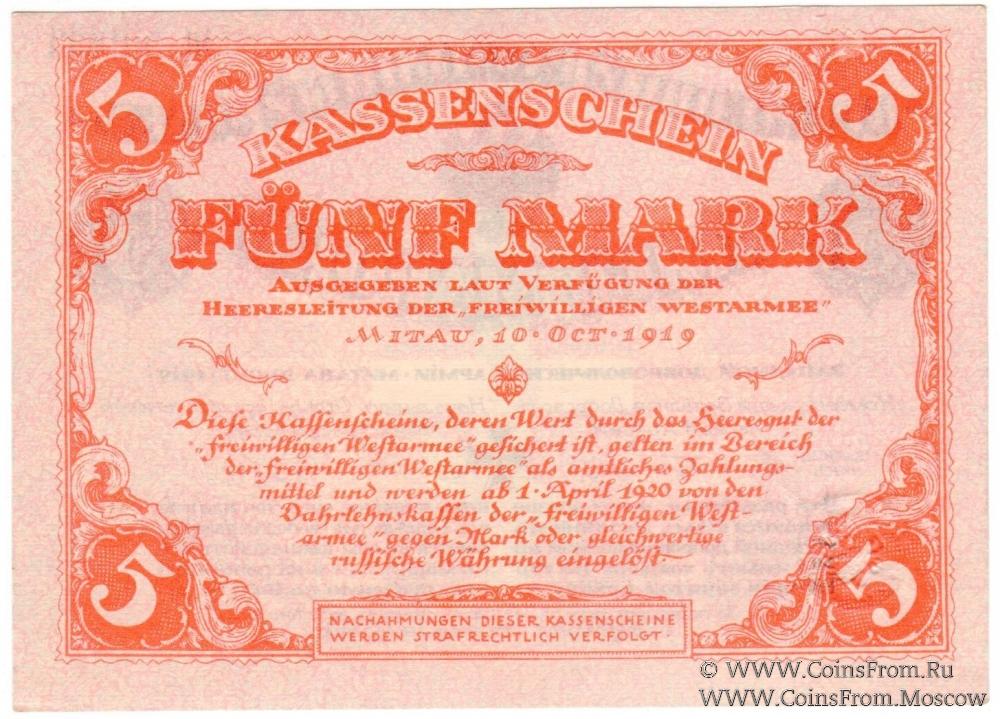 5 5
KASSENSCHEIN
FÜNF MARK
AUSGEGEBEN LAUT VERFÜGUNG DER
HEERESLEITUNG DER „FREIWILLIGEN WESTARMEE"
MITAU, 10·OCT·1919
Diese Kassenscheine, deren Wert durch das Heeresgut der
„Freiwilligen Westarmee" gesichert ist, gelten im Bereich
der „Freiwilligen Westarmee" als amtliches Zahlungs-
mittel und werden ab 1·April 1920 von den
Dahrlehnskassen der „Freiwilligen West-
armee" gegen Mark oder gleichwertige
russische Währung eingelöst·
5 5
NACHAHMUNGEN DIESER KASSENSCHEINE
WERDEN STRAFRECHTLICH VERFOLGT·
© WWW.CoinsFrom.Ru
WWW.CoinsFrom.Moscow